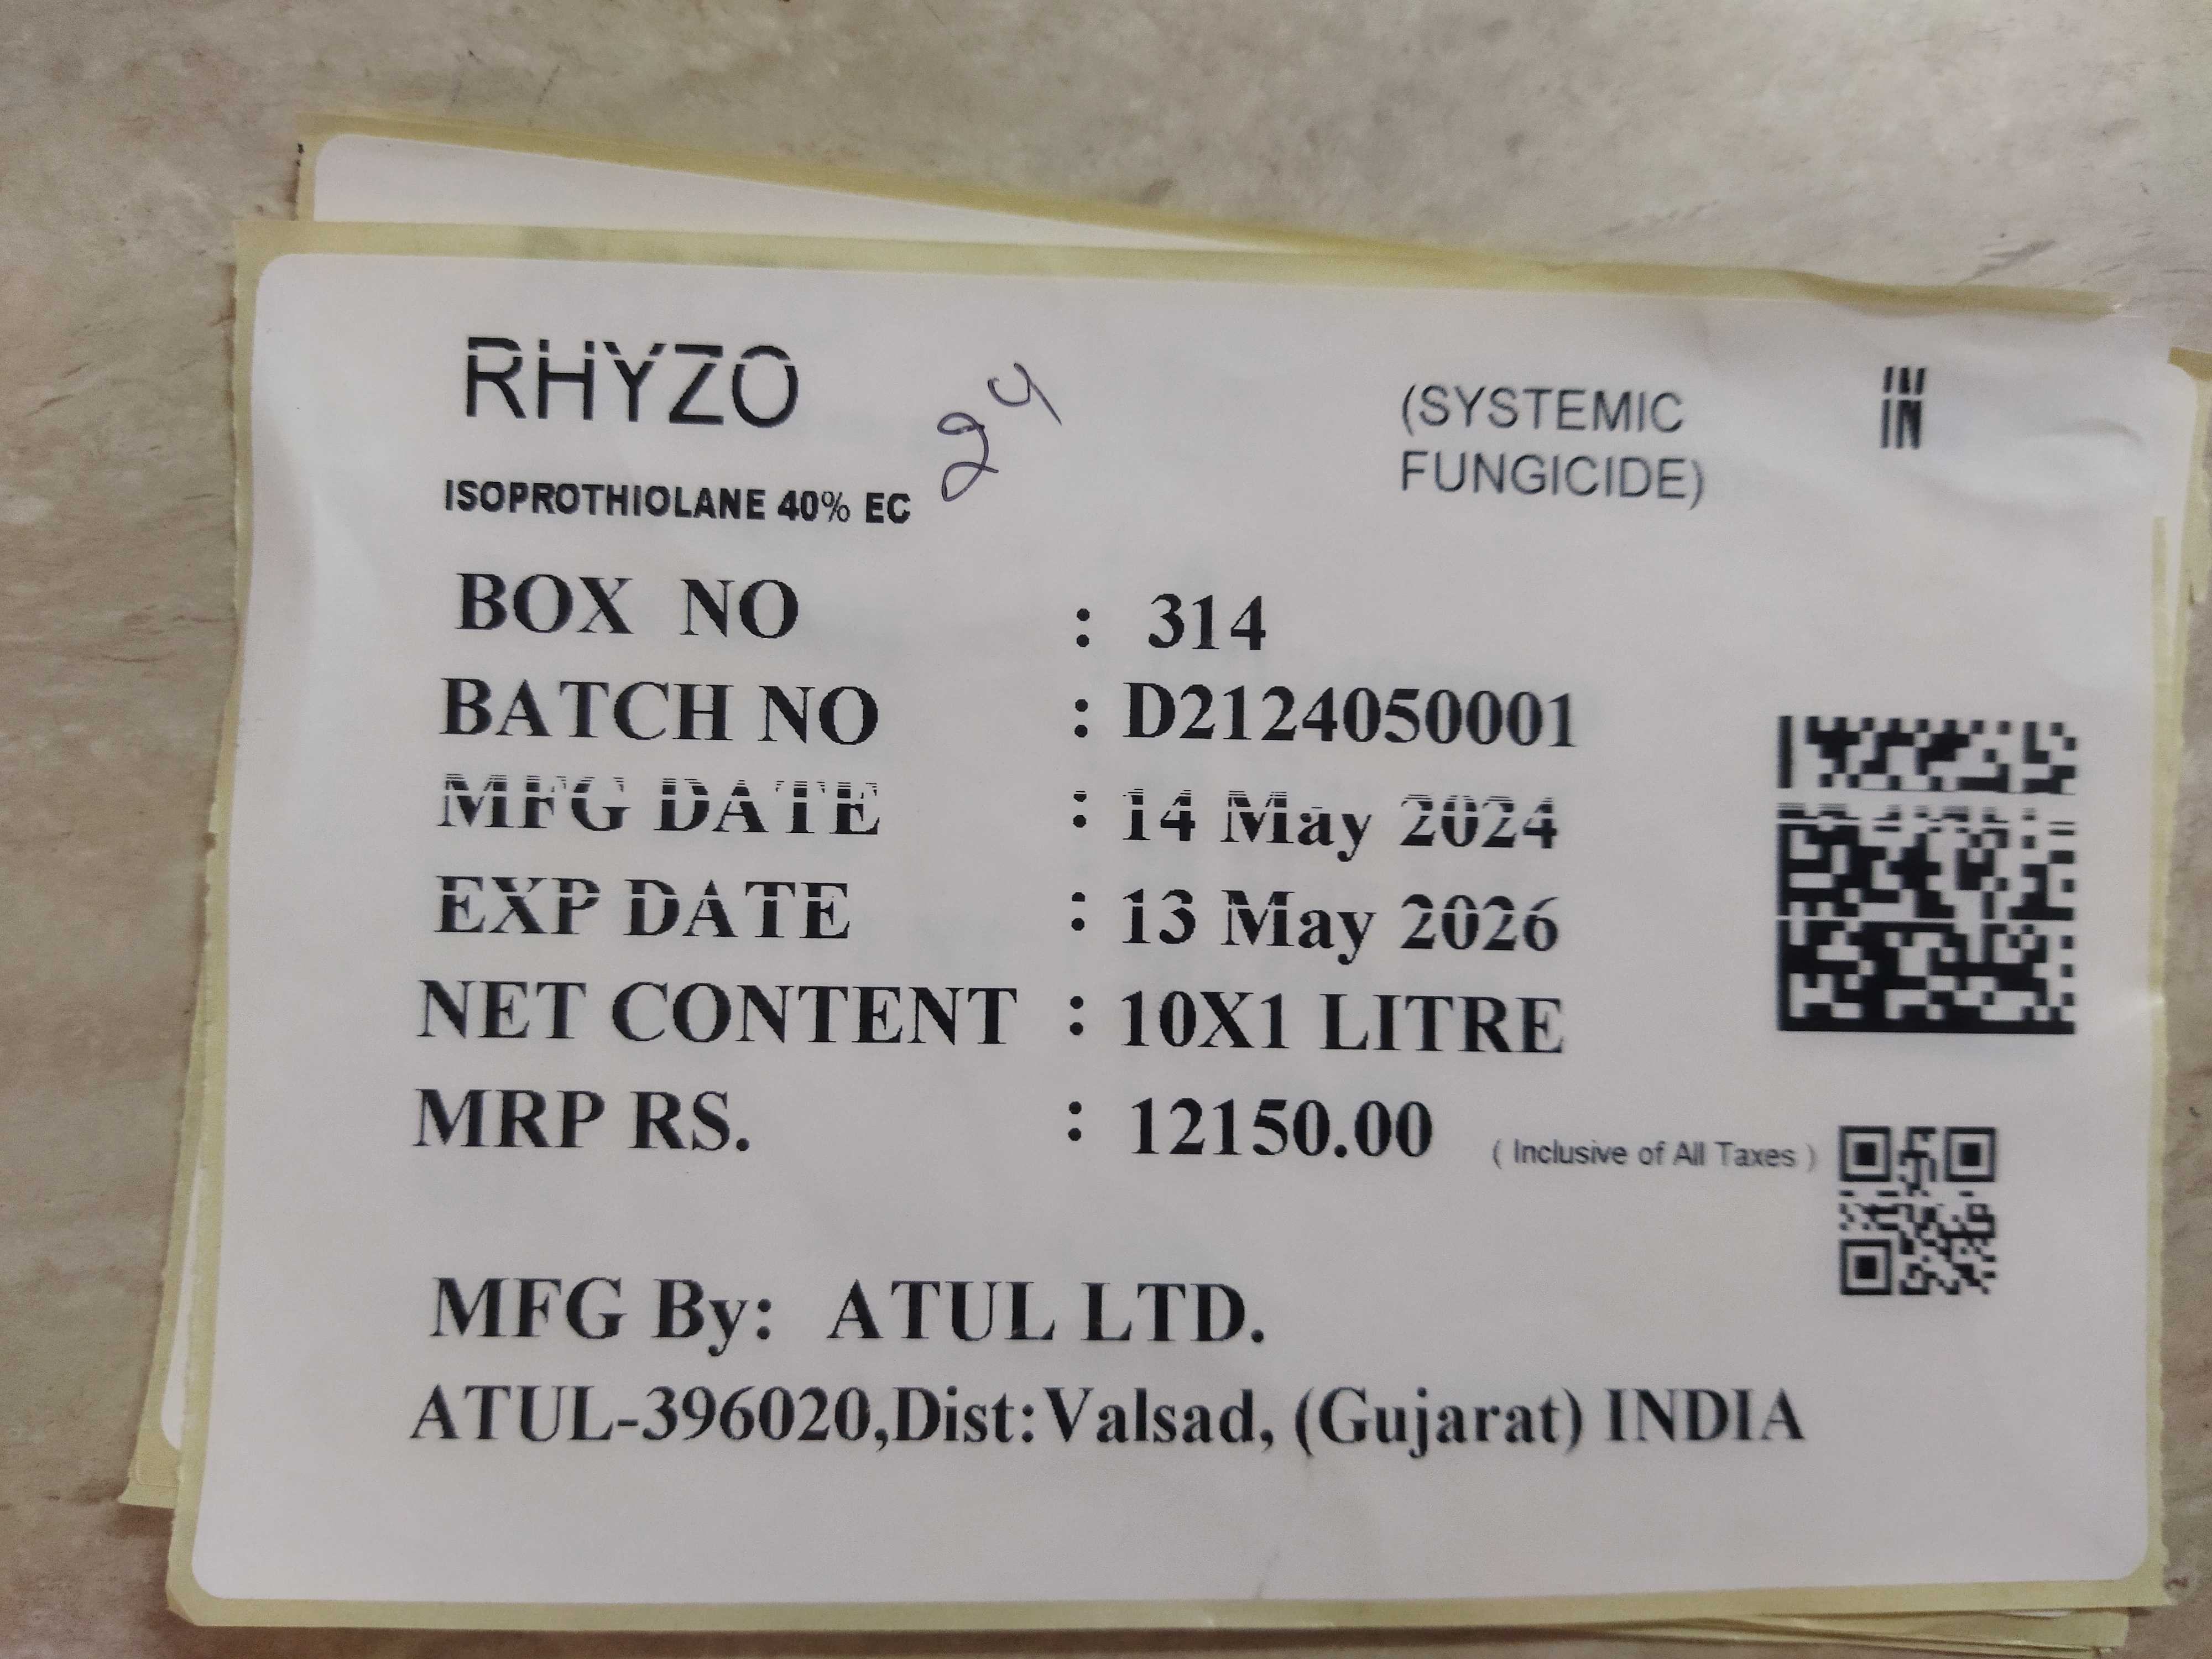 RHYZO
24
(SYSTEMIC
FUNGICIDE)
IN
ISOPROTHIOLANE 40% EC
BOX NO : 314
BATCH NO : D2124050001
MFG DATE : 14 May 2024
EXP DATE : 13 May 2026
NET CONTENT : 10X1 LITRE
MRP RS. : 12150.00 ( Inclusive of All Taxes )
MFG By: ATUL LTD.
ATUL-396020,Dist:Valsad, (Gujarat) INDIA